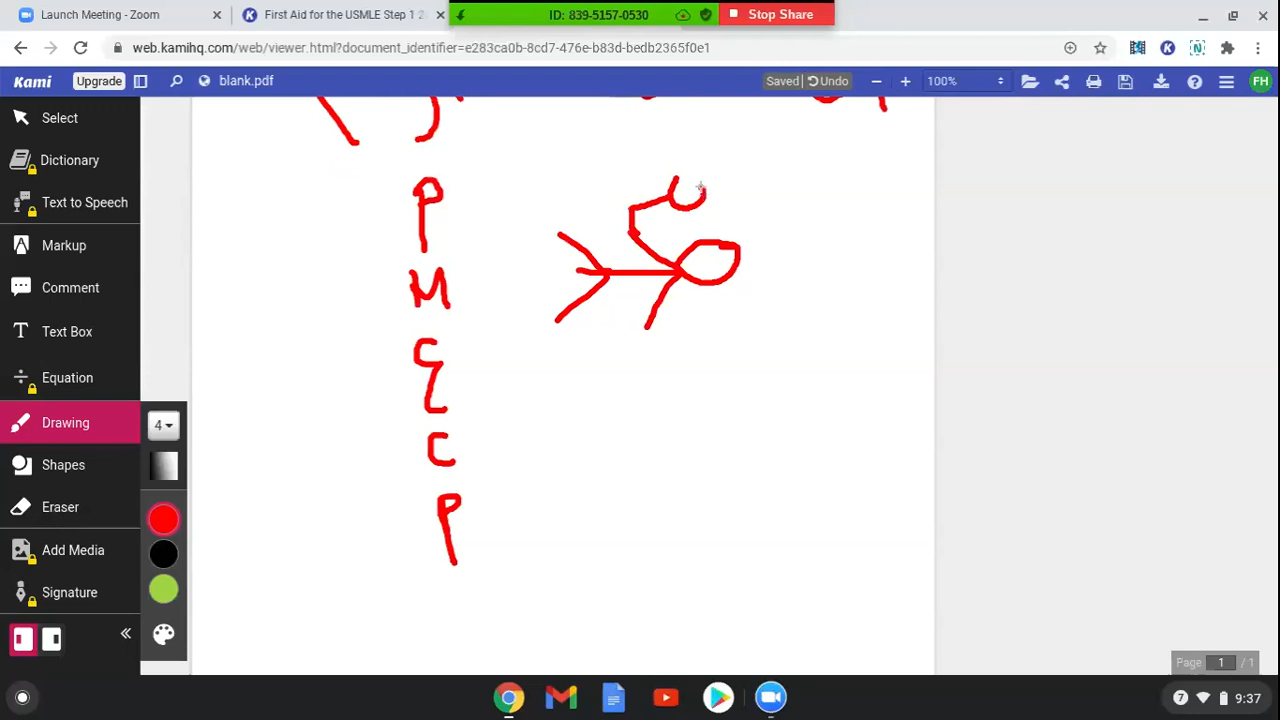 Launch Meeting - Zoom
First Aid for the USMLE Step 1 2
ID: 839-5157-0530
Stop Share
web.kamihq.com/web/viewer.html?document_identifier=e283ca0b-8cd7-476e-b83d-bedb2365f0e1
Kami Upgrade blank.pdf Saved Undo 100% FH
Select
Dictionary
Text to Speech
Markup
Comment
Text Box
Equation
Drawing
4
Shapes
Eraser
Add Media
Signature
P
M
C
P
Page 1 / 1
7 9:37